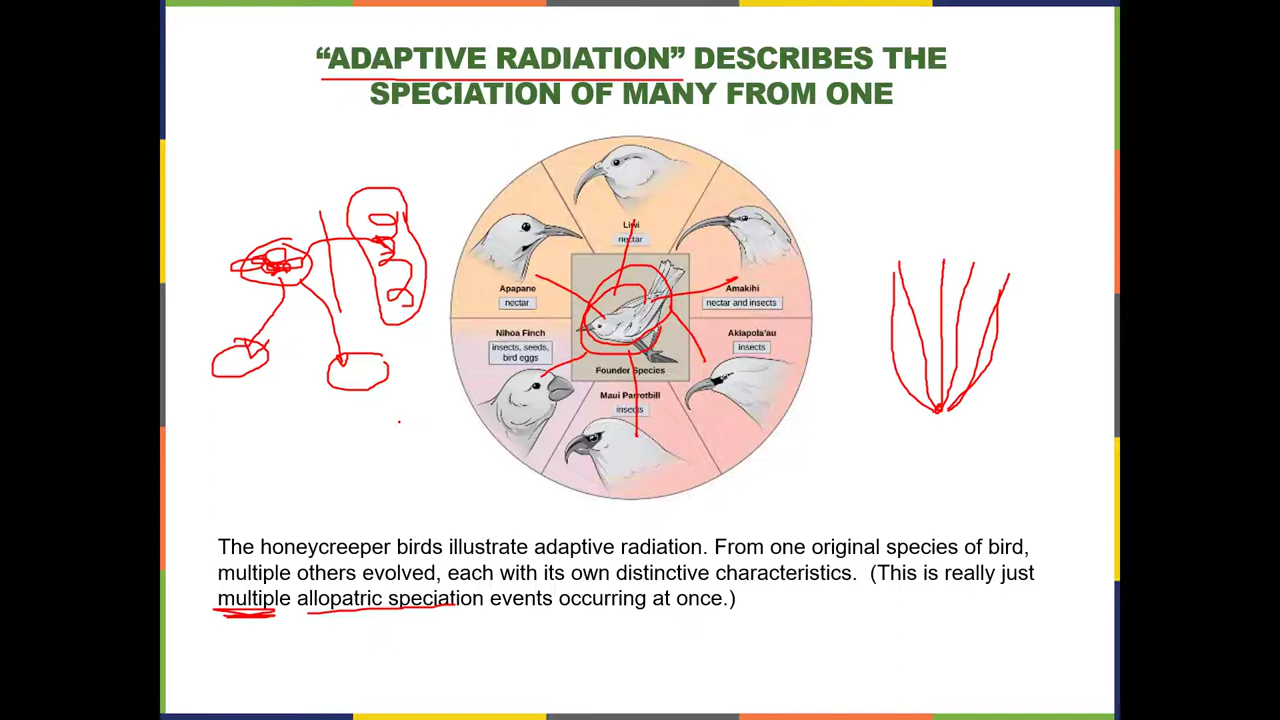 “ADAPTIVE RADIATION” DESCRIBES THE
SPECIATION OF MANY FROM ONE
Liwi
nectar
Apapane
nectar
Amakihi
nectar and insects
Nihoa Finch
insects, seeds,
bird eggs
Akiapola'au
insects
Founder Species
Maui Parrotbill
insects
The honeycreeper birds illustrate adaptive radiation. From one original species of bird,
multiple others evolved, each with its own distinctive characteristics. (This is really just
multiple allopatric speciation events occurring at once.)